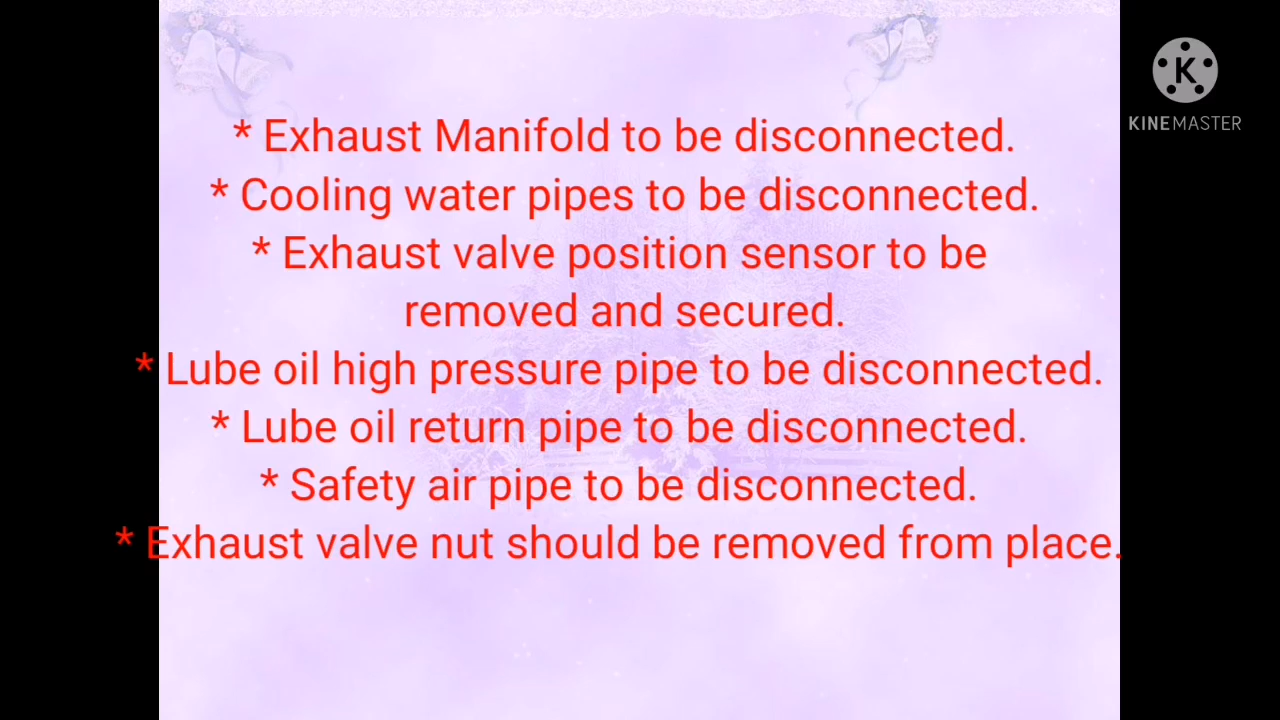 * Exhaust Manifold to be disconnected.
* Cooling water pipes to be disconnected.
* Exhaust valve position sensor to be
removed and secured.
* Lube oil high pressure pipe to be disconnected.
* Lube oil return pipe to be disconnected.
* Safety air pipe to be disconnected.
* Exhaust valve nut should be removed from place.
K
KINEMASTER